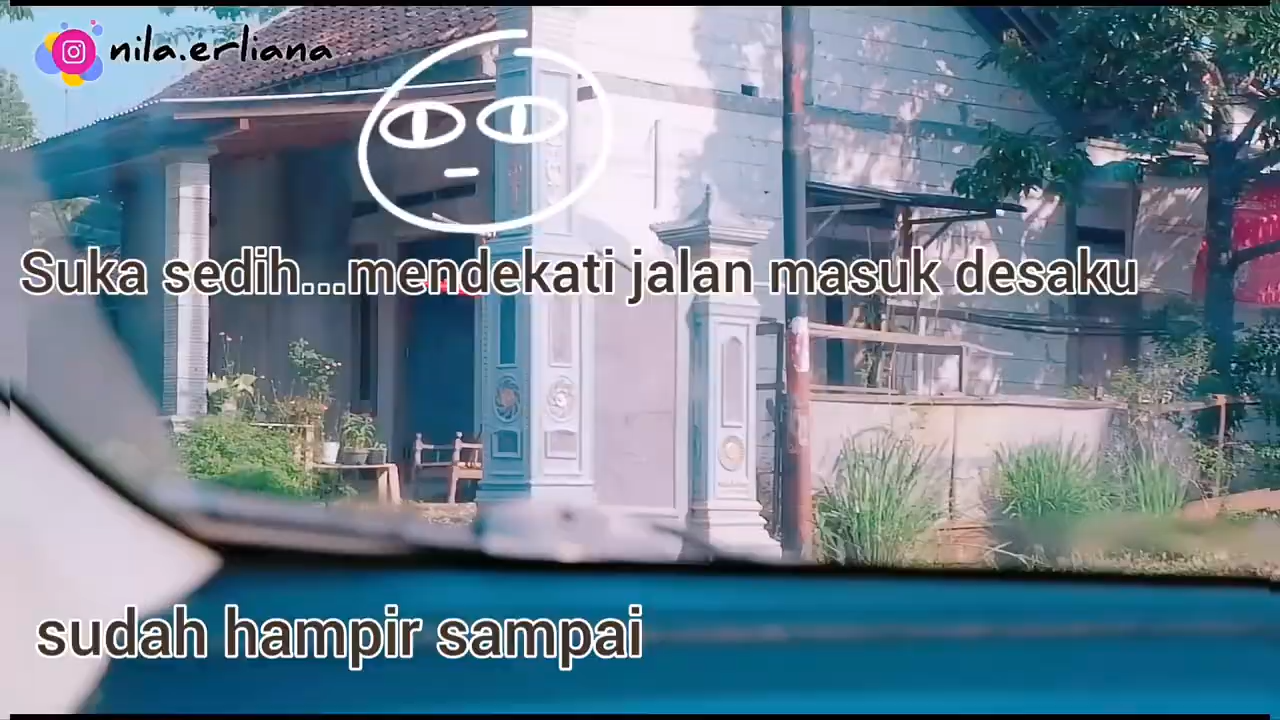 nila.erliana
Suka sedih...mendekati jalan masuk desaku
sudah hampir sampai